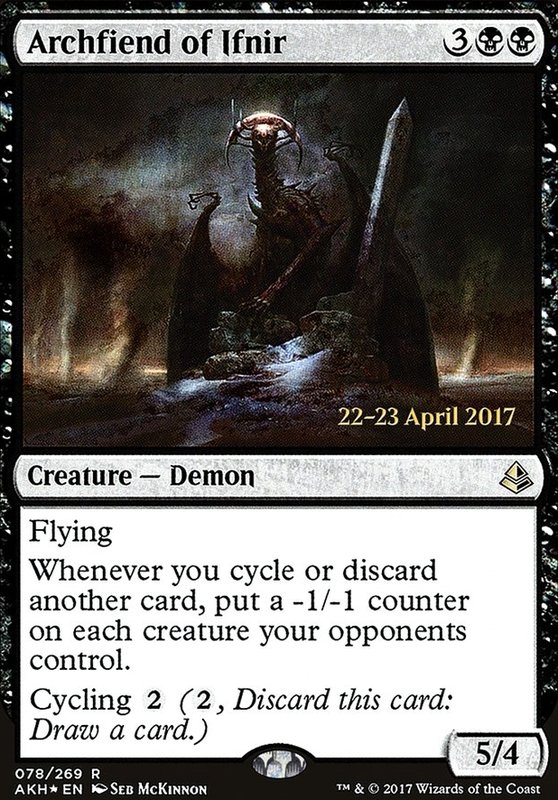 Archfiend of Ifnir 3
22–23 April 2017
Creature — Demon
Flying
Whenever you cycle or discard
another card, put a -1/-1 counter
on each creature your opponents
control.
Cycling 2 (2, Discard this card:
Draw a card.)
5/4
078/269 R
AKH★EN Seb McKinnon
™ & © 2017 Wizards of the Coast